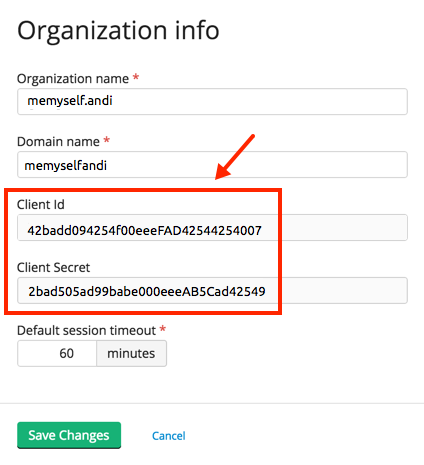 Organization info
Organization name *
memyself.andi
Domain name *
memyselfandi
Client Id
42badd094254f00eeeFAD42544254007
Client Secret
2bad505ad99babe000eeeAB5Cad42549
Default session timeout *
60 minutes
Save Changes Cancel